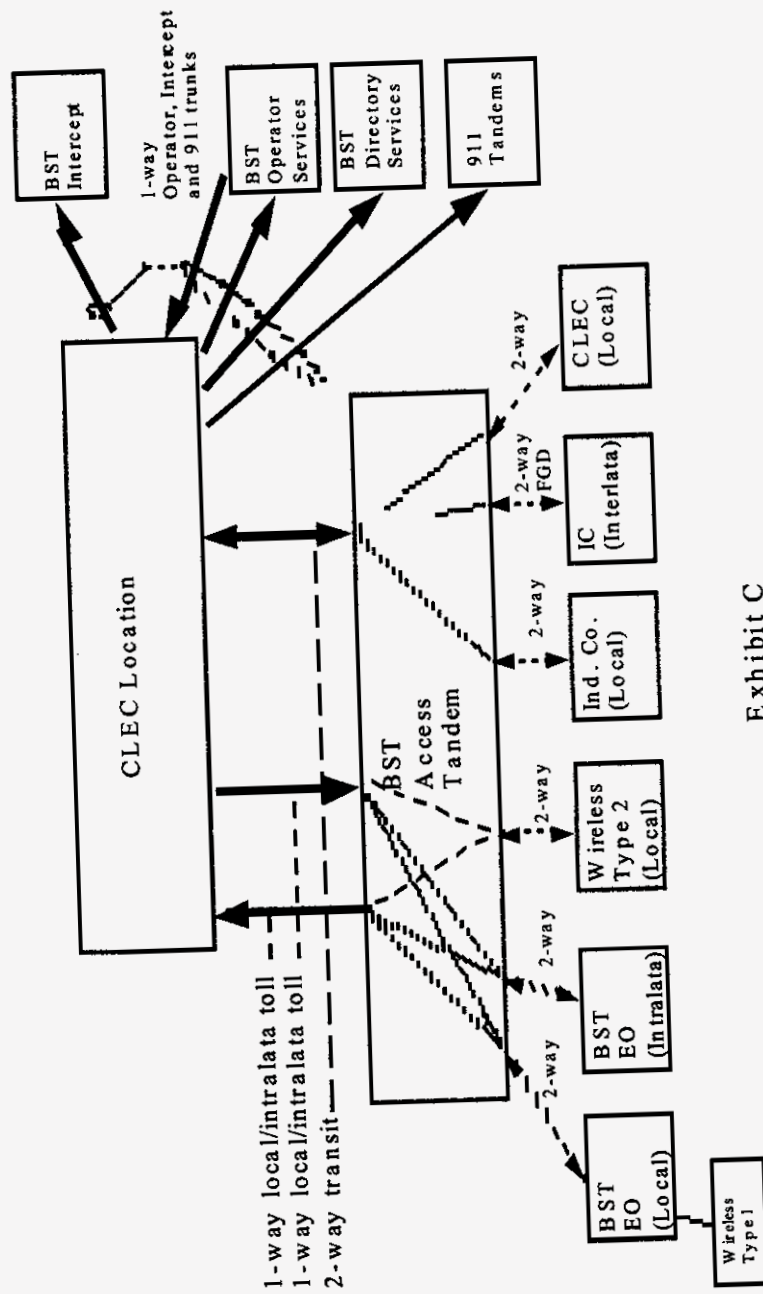 BST
Intercept
1-way
Operator, Intercept
and 911 trunks
BST
Operator
Services
BST
Directory
Services
911
Tandems
CLEC Location
1-way local/intralata toll
1-way local/intralata toll
2-way transit
BST
Access
Tandem
2-way
2-way
2-way
2-way
2-way
FGD
2-way
BST
EO
(Local)
BST
EO
(Intralata)
Wireless
Type 2
(Local)
Ind. Co.
(Local)
IC
(Interlata)
CLEC
(Local)
Wireless
Type 1
Exhibit C